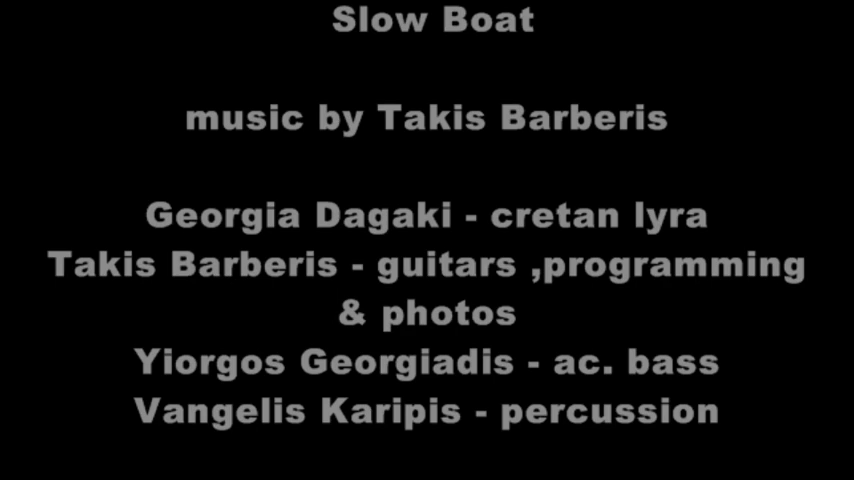 Slow Boat
music by Takis Barberis
Georgia Dagaki - cretan lyra
Takis Barberis - guitars ,programming
& photos
Yiorgos Georgiadis - ac. bass
Vangelis Karipis - percussion